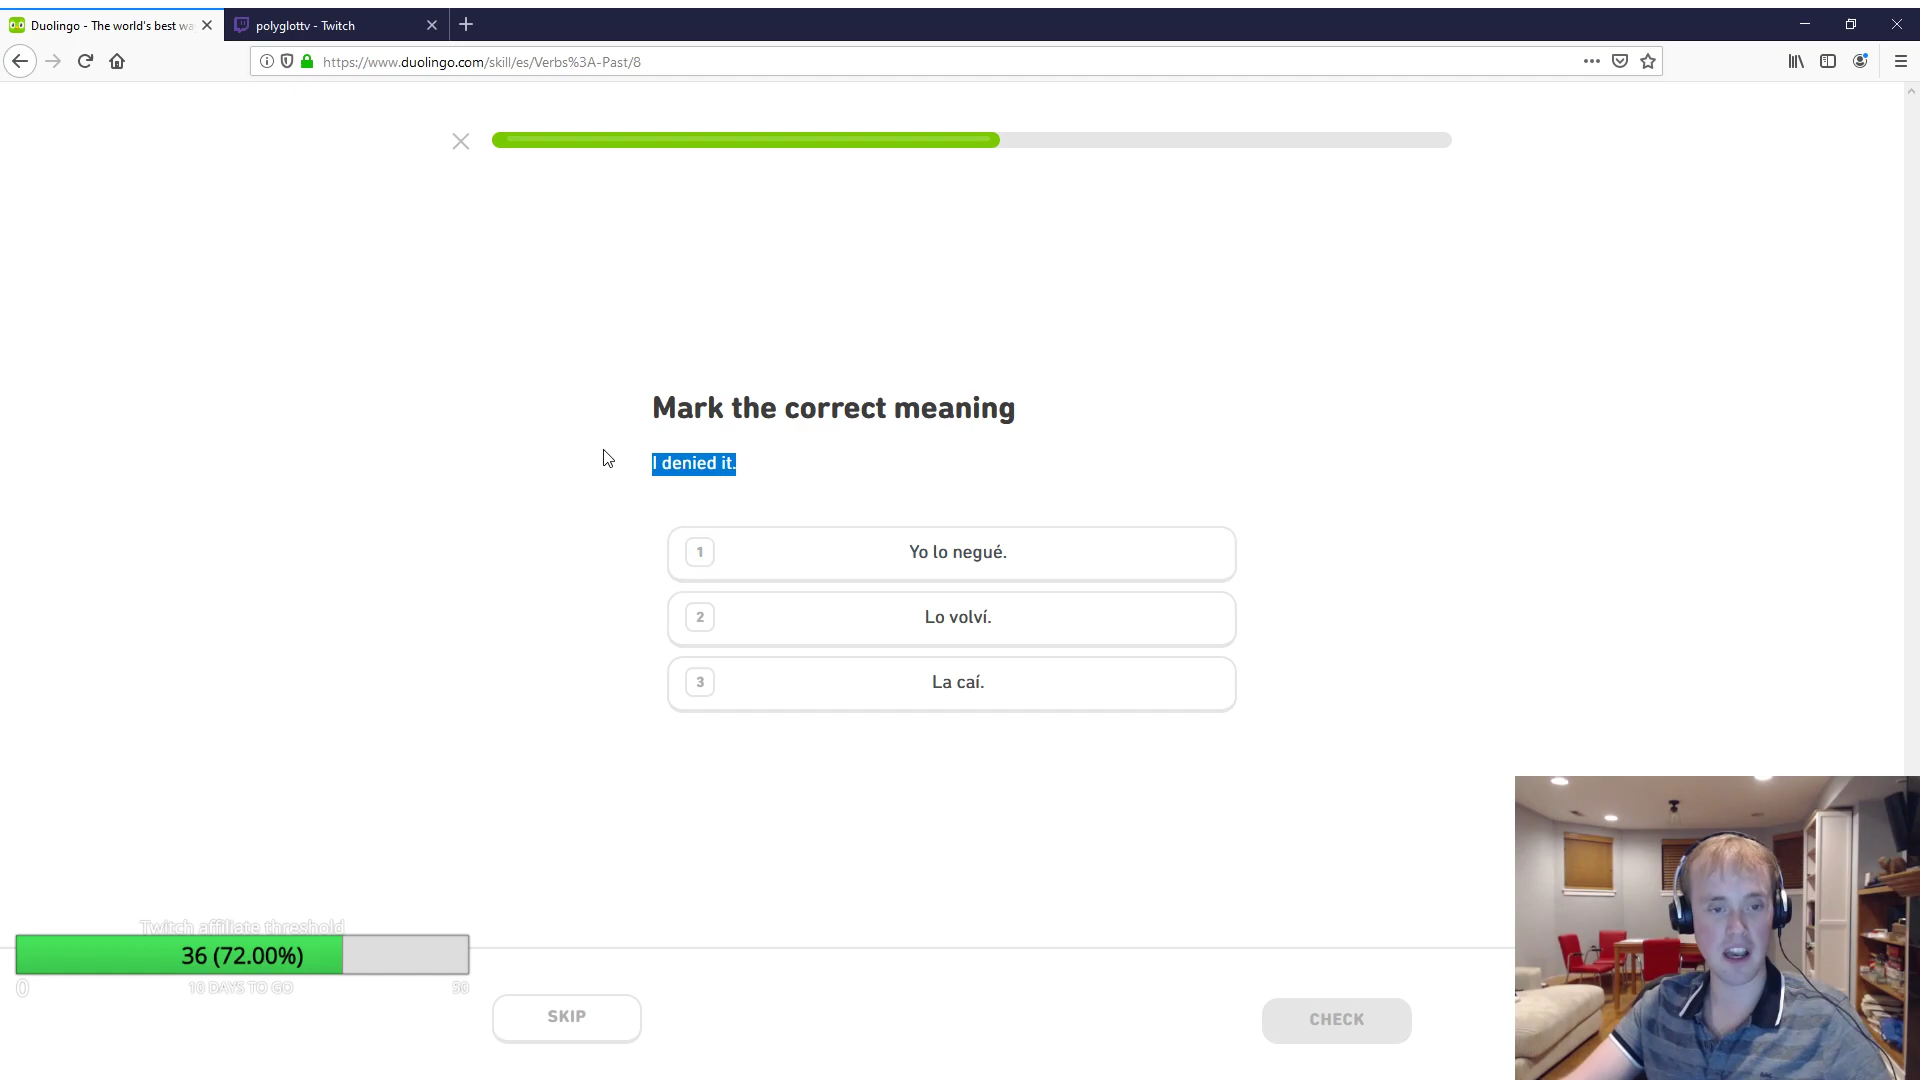 Duolingo - The world's best wa
polyglottv - Twitch
https://www.duolingo.com/skill/es/Verbs%3A-Past/8
Mark the correct meaning
I denied it.
1 Yo lo negué.
2 Lo volví.
3 La caí.
Twitch affiliate threshold
36 (72.00%)
0 10 DAYS TO GO 50
SKIP
CHECK